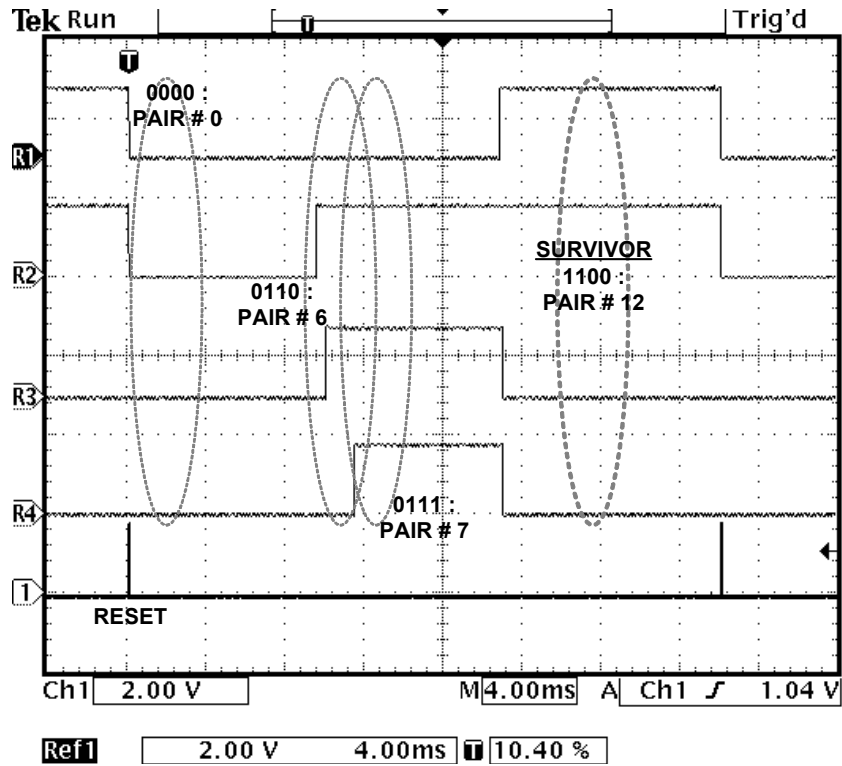 Tek Run
Trig'd
T
T
0000 :
PAIR # 0
R1
SURVIVOR
R2
1100 :
0110 :
PAIR # 12
PAIR # 6
R3
0111 :
R4
PAIR # 7
1
RESET
Ch1 2.00 V M 4.00ms A Ch1 1.04 V
Ref1 2.00 V 4.00ms T 10.40 %